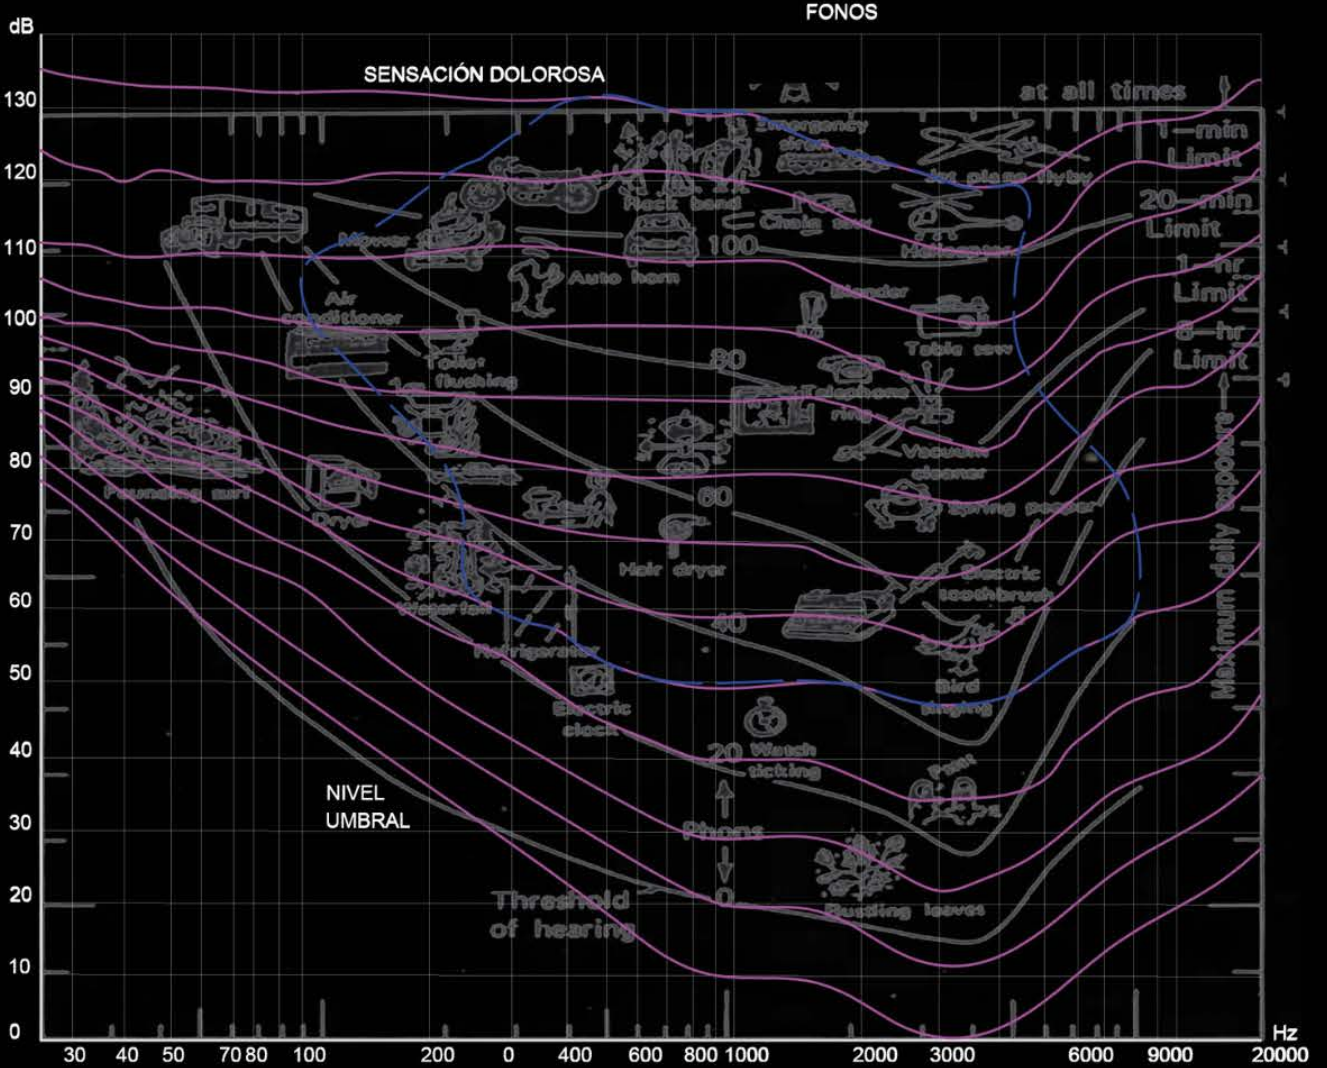 dB
FONOS
SENSACIÓN DOLOROSA
at all times
130
Emergency
siren
1-min
Limit
120
Jet plane flyby
Rock band
Chain saw
20-min
Limit
Mower
100
Helicopter
110
Auto horn
1-hr
Limit
Air
conditioner
Blender
100
8-hr
Limit
Table saw
Toilet
flushing
80
Telephone
ring
90
Vacuum
cleaner
80
Pounding surf
60
Spring peeper
Dryer
70
Hair dryer
Electric
toothbrush
Maximum daily exposure
60
Waterfall
40
Refrigerator
50
Bird
singing
Electric
clock
40
20
Watch
ticking
Psst
NIVEL
UMBRAL
30
Phons
20
0
Threshold
of hearing
Rustling leaves
10
0
Hz
30 40 50 70 80 100 200 0 400 600 800 1000 2000 3000 6000 9000 20000